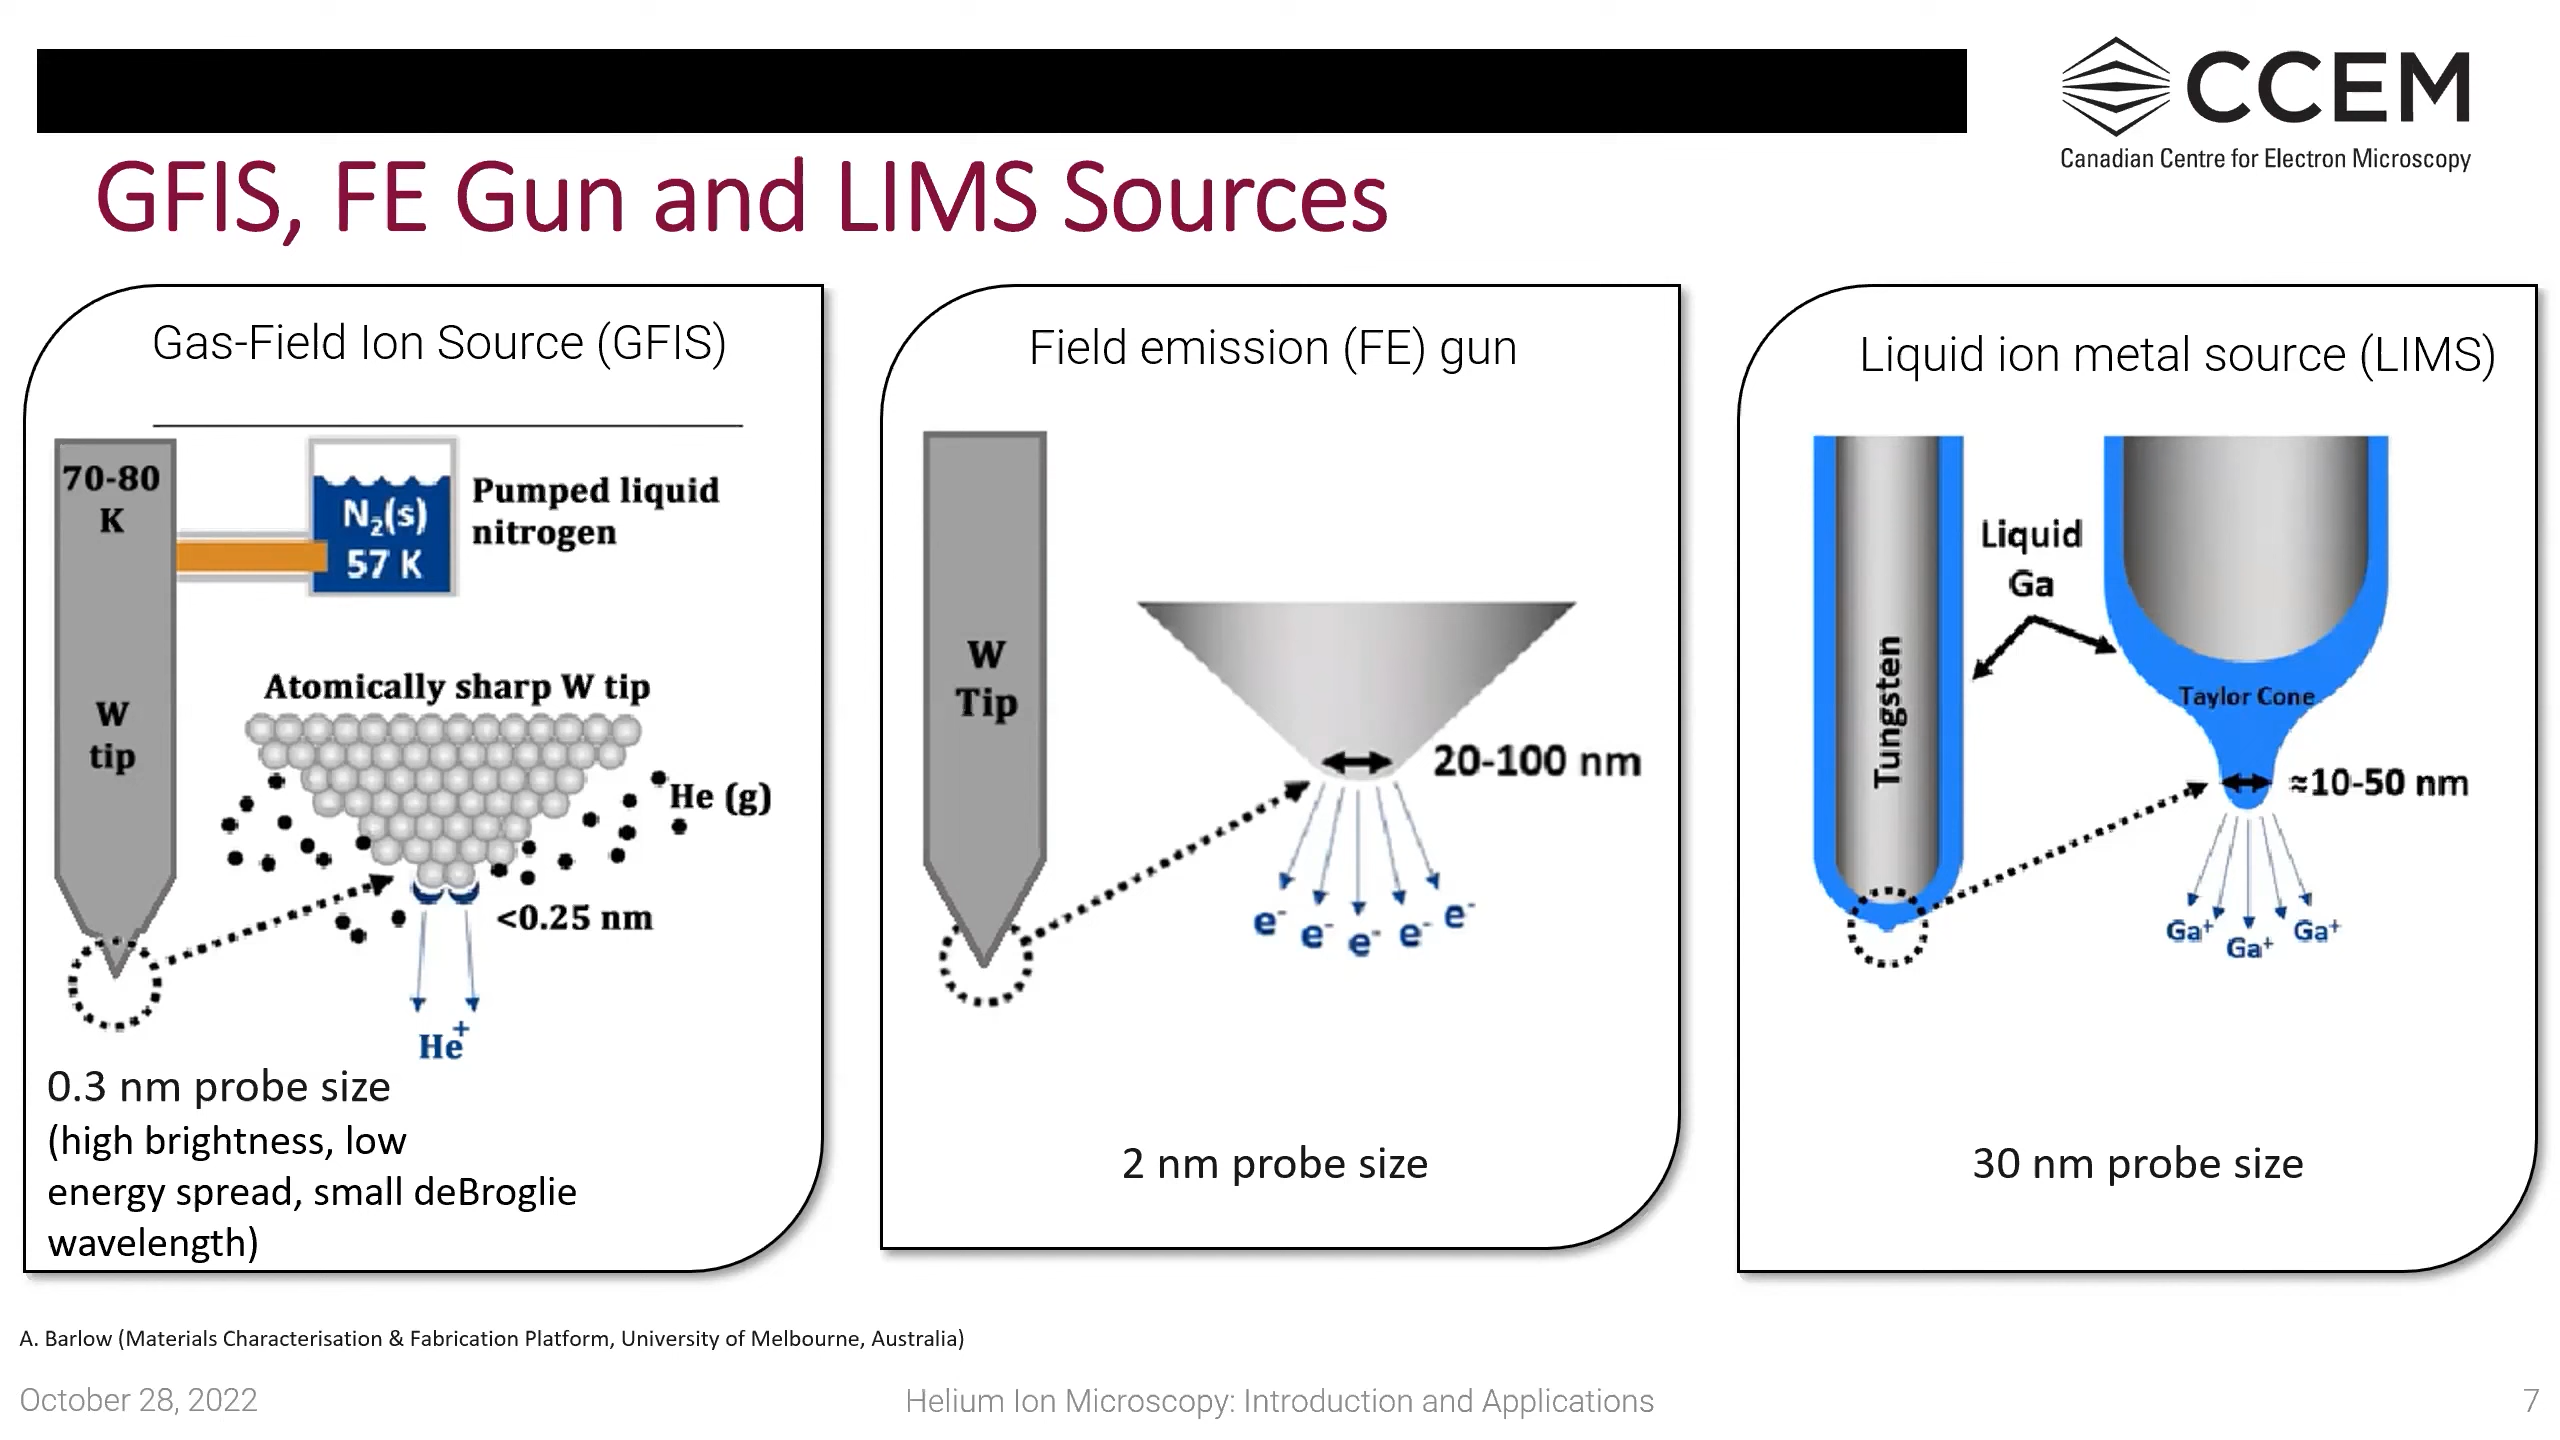 CCEM
Canadian Centre for Electron Microscopy
GFIS, FE Gun and LIMS Sources
Gas-Field Ion Source (GFIS)
70-80
K
N₂(s)
57 K
Pumped liquid
nitrogen
W
tip
Atomically sharp W tip
He (g)
<0.25 nm
He⁺
0.3 nm probe size
(high brightness, low
energy spread, small deBroglie
wavelength)
Field emission (FE) gun
W
Tip
20-100 nm
e⁻ e⁻ e⁻ e⁻ e⁻
2 nm probe size
Liquid ion metal source (LIMS)
Tungsten
Liquid
Ga
Taylor Cone
≈10-50 nm
Ga⁺ Ga⁺ Ga⁺
30 nm probe size
A. Barlow (Materials Characterisation & Fabrication Platform, University of Melbourne, Australia)
October 28, 2022
Helium Ion Microscopy: Introduction and Applications
7